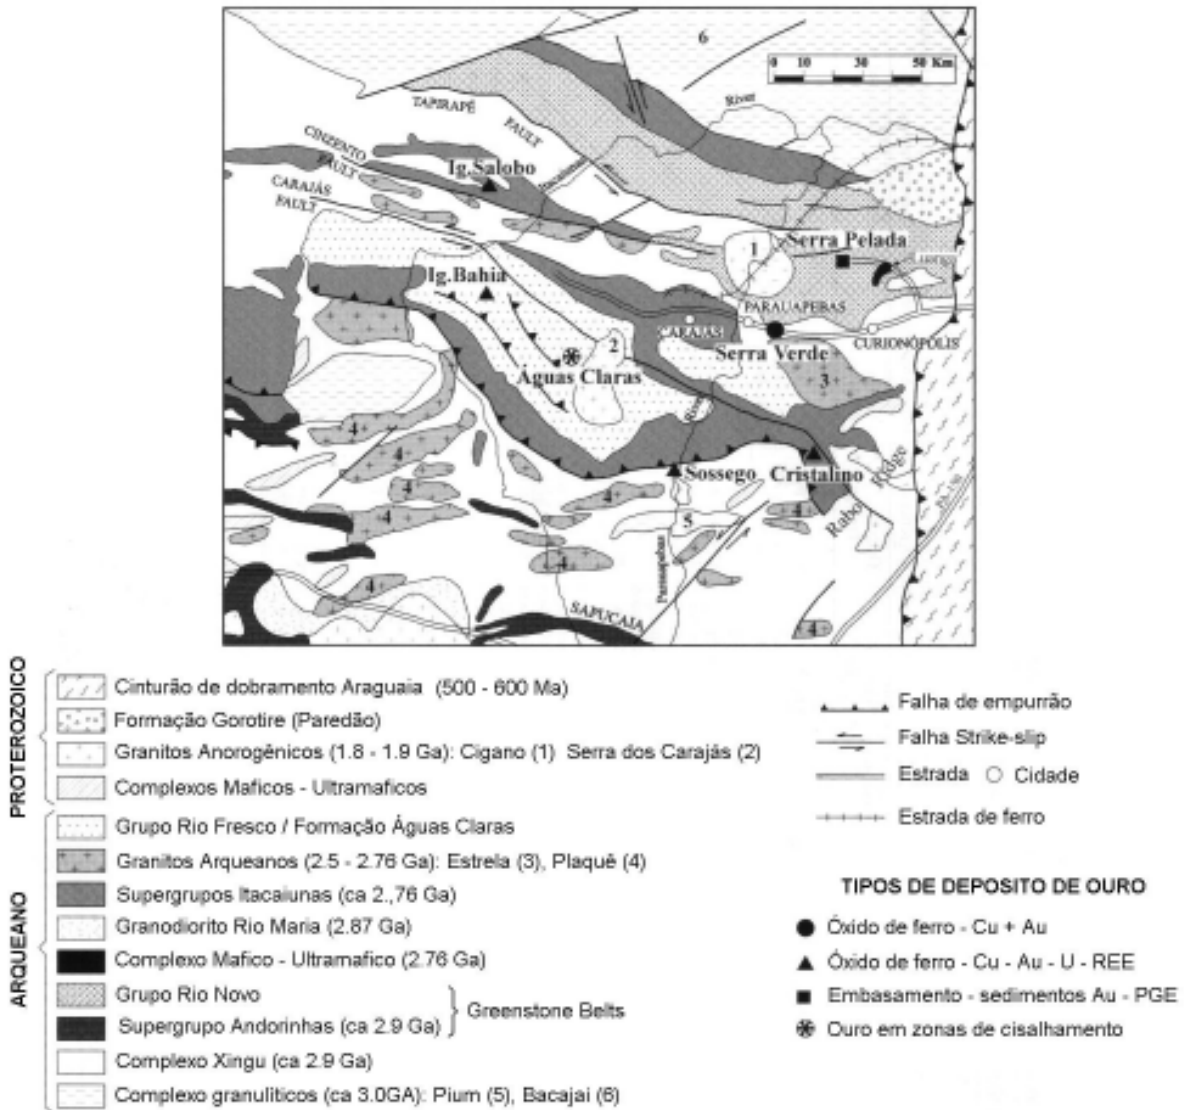 6
0 10 30 50 Km
TAPIRAPÉ
FAULT
River
CINZENTO
FAULT
Ig.Salobo
CARAJÁS
FAULT
1
Serra Pelada
Ig.Bahia
PARAUAPEBAS
CARAJAS
CURIONÓPOLIS
2
Serra Verde
Águas Claras
3
River
4
4
Sossego
Cristalino
Ridge
4
4
4
4
5
Rabo
PA-150
4
4
Parauapebas
SAPUCAIA
4
PROTEROZOICO
Cinturão de dobramento Araguaia (500 - 600 Ma)
Formação Gorotire (Paredão)
Granitos Anorogênicos (1.8 - 1.9 Ga): Cigano (1) Serra dos Carajás (2)
Complexos Maficos - Ultramaficos
ARQUEANO
Grupo Rio Fresco / Formação Águas Claras
Granitos Arqueanos (2.5 - 2.76 Ga): Estrela (3), Plaquê (4)
Supergrupos Itacaiunas (ca 2.,76 Ga)
Granodiorito Rio Maria (2.87 Ga)
Complexo Mafico - Ultramafico (2.76 Ga)
Grupo Rio Novo
Supergrupo Andorinhas (ca 2.9 Ga)
Greenstone Belts
Complexo Xingu (ca 2.9 Ga)
Complexo granulíticos (ca 3.0GA): Pium (5), Bacajai (6)
Falha de empurrão
Falha Strike-slip
Estrada
Cidade
Estrada de ferro
TIPOS DE DEPOSITO DE OURO
Óxido de ferro - Cu + Au
Óxido de ferro - Cu - Au - U - REE
Embasamento - sedimentos Au - PGE
Ouro em zonas de cisalhamento